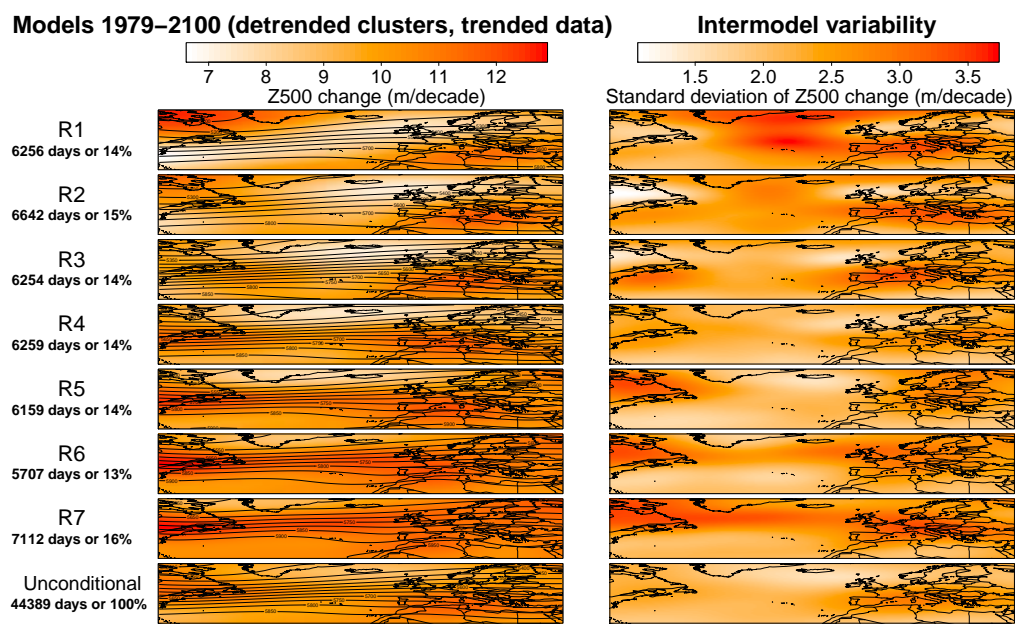 Models 1979–2100 (detrended clusters, trended data)
Intermodel variability
7 8 9 10 11 12
1.5 2.0 2.5 3.0 3.5
Z500 change (m/decade)
Standard deviation of Z500 change (m/decade)
R1
6256 days or 14%
R2
6642 days or 15%
R3
6254 days or 14%
R4
6259 days or 14%
R5
6159 days or 14%
R6
5707 days or 13%
R7
7112 days or 16%
Unconditional
44389 days or 100%